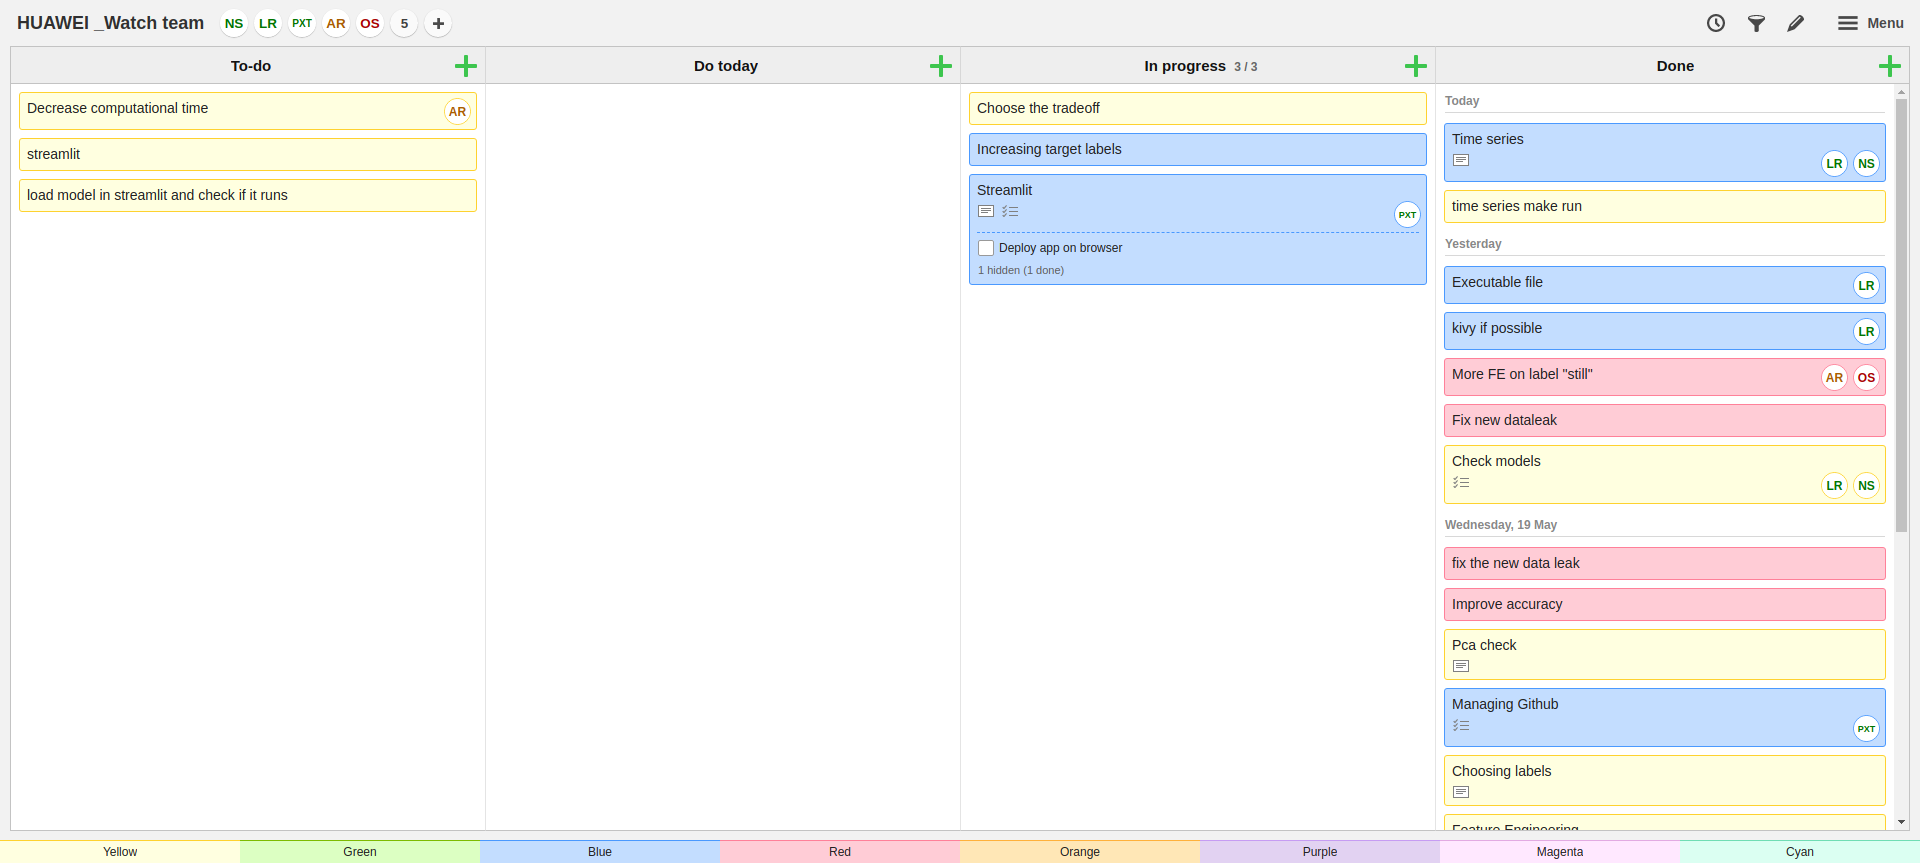 HUAWEI _Watch team NS LR PXT AR OS 5 Menu
To-do
Decrease computational time AR
streamlit
load model in streamlit and check if it runs
Do today
In progress 3 / 3
Choose the tradeoff
Increasing target labels
Streamlit
PXT
Deploy app on browser
1 hidden (1 done)
Done
Today
Time series
LR NS
time series make run
Yesterday
Executable file LR
kivy if possible LR
More FE on label "still" AR OS
Fix new dataleak
Check models
LR NS
Wednesday, 19 May
fix the new data leak
Improve accuracy
Pca check
Managing Github
PXT
Choosing labels
Feature Engineering
Yellow Green Blue Red Orange Purple Magenta Cyan